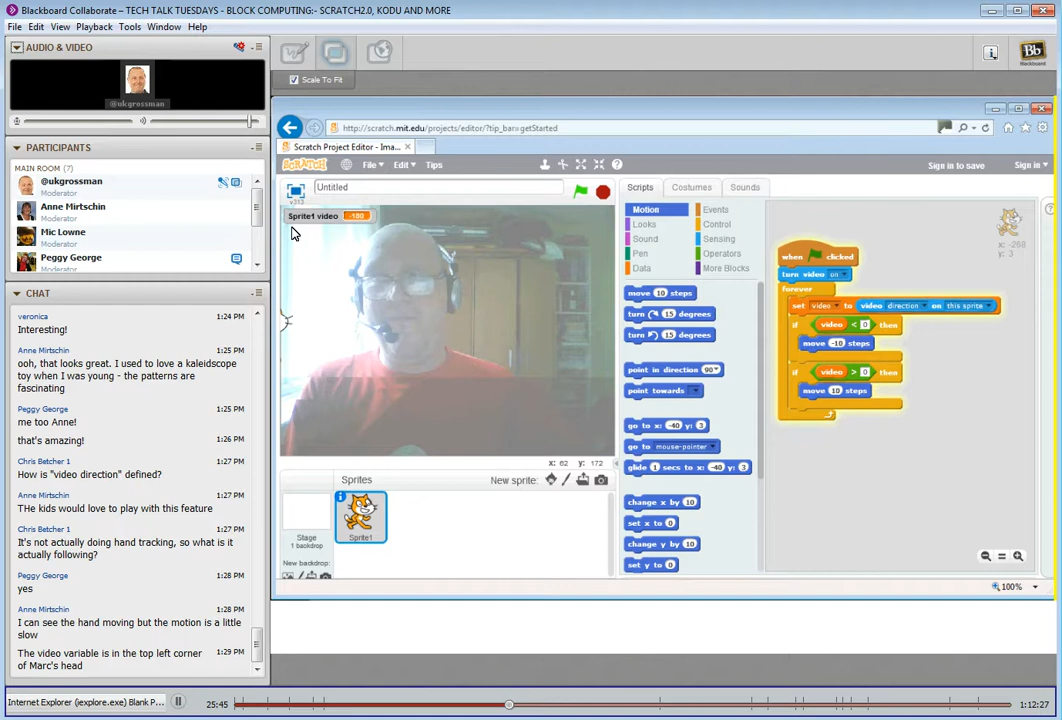 Blackboard Collaborate – TECH TALK TUESDAYS - BLOCK COMPUTING:- SCRATCH2.0, KODU AND MORE
File Edit View Playback Tools Window Help
AUDIO & VIDEO
@ukgrossman
PARTICIPANTS
MAIN ROOM (7)
@ukgrossman
Moderator
Anne Mirtschin
Moderator
Mic Lowne
Moderator
Peggy George
Moderator
CHAT
veronica 1:24 PM
Interesting!
Anne Mirtschin 1:25 PM
ooh, that looks great. I used to love a kaleidscope
toy when I was young - the patterns are
fascinating
Peggy George 1:25 PM
me too Anne!
that's amazing! 1:26 PM
Chris Betcher 1 1:27 PM
How is "video direction" defined?
Anne Mirtschin 1:27 PM
THe kids would love to play with this feature
Chris Betcher 1 1:27 PM
It's not actually doing hand tracking, so what is it
actually following?
Peggy George 1:28 PM
yes
Anne Mirtschin 1:28 PM
I can see the hand moving but the motion is a little
slow
The video variable is in the top left corner 1:29 PM
of Marc's head
Scale To Fit
i
Bb
Blackboard
http://scratch.mit.edu/projects/editor/?tip_bar=getStarted
Scratch Project Editor - Ima...
SCRATCH File Edit Tips Sign in to save Sign in
v313
Untitled
Sprite1 video -180
x: 62 y: 172
Sprites New sprite:
Stage
1 backdrop
New backdrop:
Sprite1
Scripts Costumes Sounds
Motion Events
Looks Control
Sound Sensing
Pen Operators
Data More Blocks
move 10 steps
turn 15 degrees
turn 15 degrees
point in direction 90
point towards
go to x: -40 y: 3
go to mouse-pointer
glide 1 secs to x: -40 y: 3
change x by 10
set x to 0
change y by 10
set y to 0
x: -268
y: 3
when clicked
turn video on
forever
set video to video direction on this sprite
if video < 0 then
move -10 steps
if video > 0 then
move 10 steps
100%
Internet Explorer (iexplore.exe) Blank P...
25:45
1:12:27